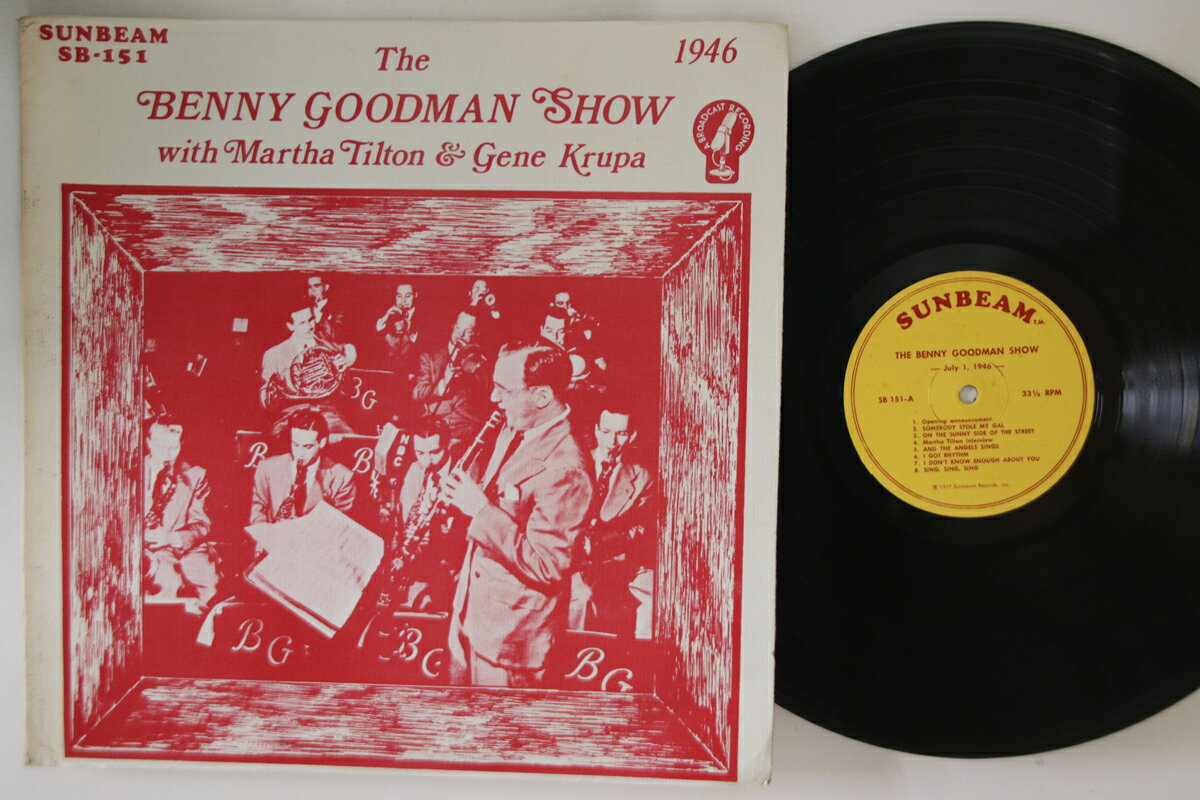 SUNBEAM
SB-151
The
1946
BENNY GOODMAN SHOW
with Martha Tilton & Gene Krupa
A BROADCAST RECORDING
BG
B
B
NBC
BG
BG
BG
SUNBEAM T.M.
THE BENNY GOODMAN SHOW
— July 1, 1946 —
SB 151-A
33⅓ RPM
1. Opening announcement
2. SOMEBODY STOLE MY GAL
3. ON THE SUNNY SIDE OF THE STREET
4. Martha Tilton interview
5. AND THE ANGELS SING
6. I GOT RHYTHM
7. I DON'T KNOW ENOUGH ABOUT YOU
8. SING, SING, SING
℗ 1977 Sunbeam Records, Inc.